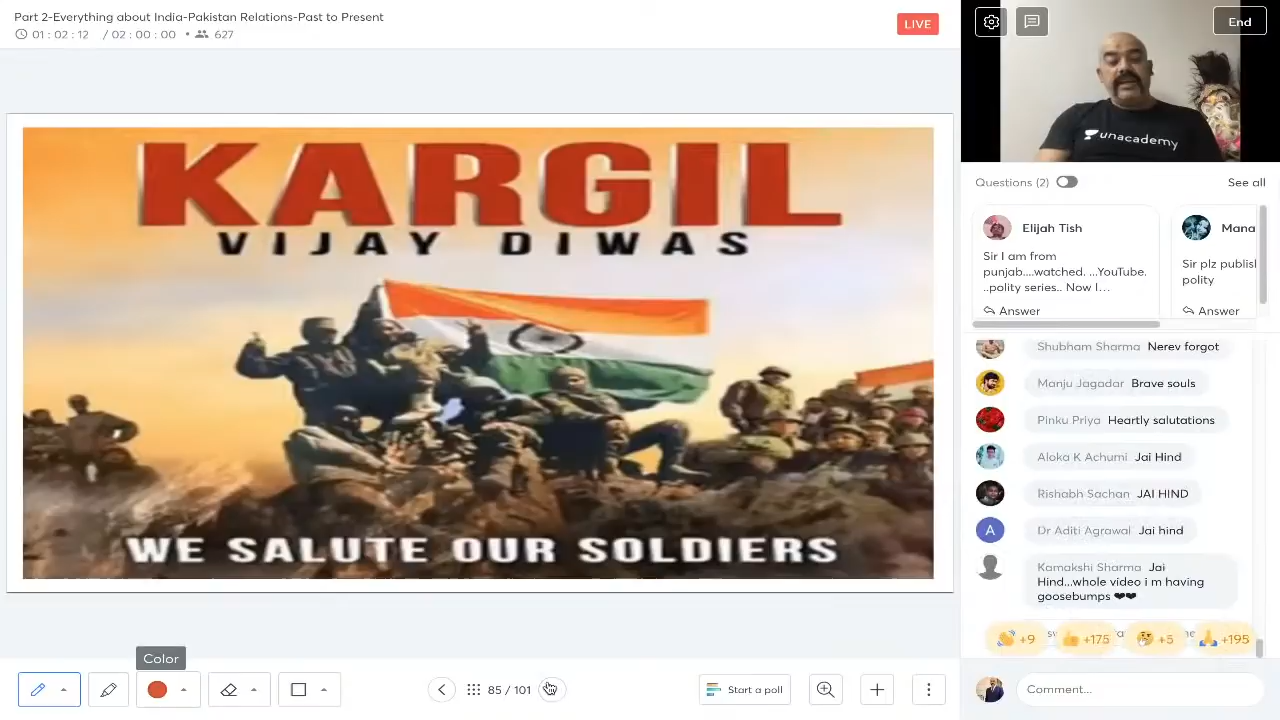 Part 2-Everything about India-Pakistan Relations-Past to Present
01 : 02 : 12 / 02 : 00 : 00 • 627
LIVE
End
KARGIL
VIJAY DIWAS
WE SALUTE OUR SOLDIERS
unacademy
Questions (2)
See all
Elijah Tish
Sir I am from
punjab....watched. ...YouTube.
..polity series.. Now I...
Answer
Mana
Sir plz publish
polity
Answer
Shubham Sharma Nerev forgot
Manju Jagadar Brave souls
Pinku Priya Heartly salutations
Aloka K Achumi Jai Hind
Rishabh Sachan JAI HIND
A
Dr Aditi Agrawal Jai hind
Kamakshi Sharma Jai
Hind...whole video i m having
goosebumps ❤❤
+9
+175
+5
+195
Color
85 / 101
Start a poll
Comment...